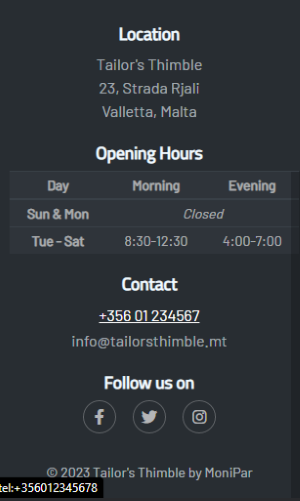 Location
Tailor's Thimble
23, Strada Rjali
Valletta, Malta
Opening Hours
Day Morning Evening
Sun & Mon Closed
Tue - Sat 8:30-12:30 4:00-7:00
Contact
+356 01 234567
info@tailorsthimble.mt
Follow us on
© 2023 Tailor's Thimble by MoniPar
tel:+356012345678